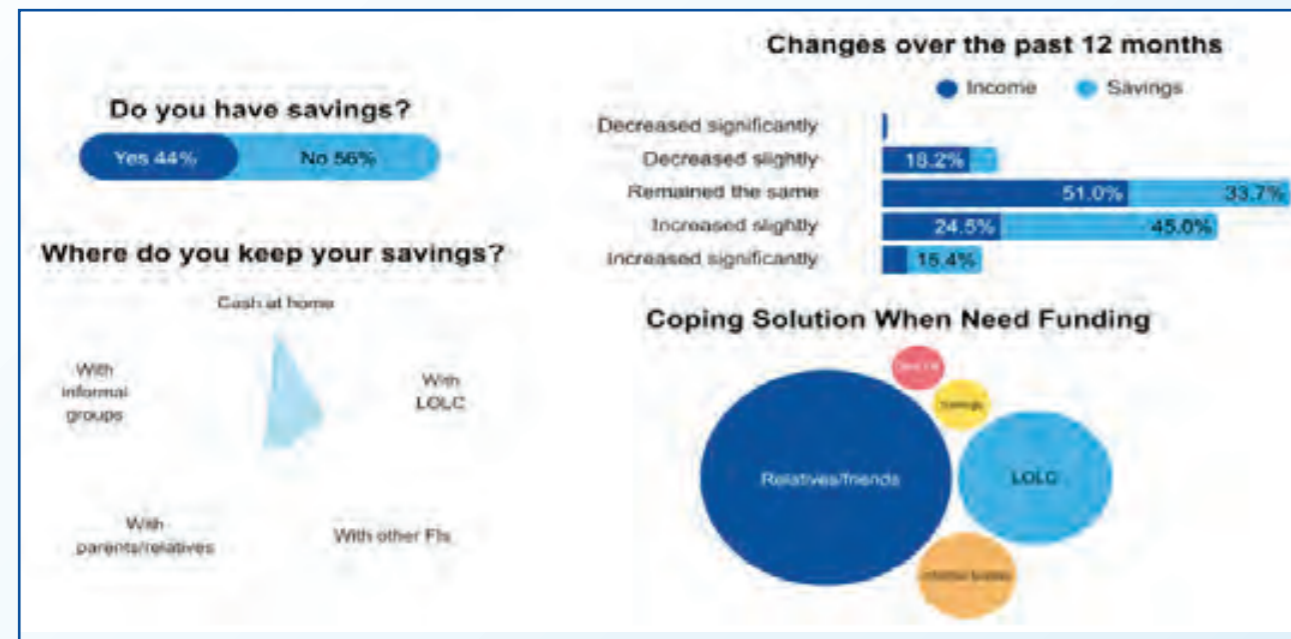 Do you have savings?
Yes 44%
No 56%
Where do you keep your savings?
Cash at home
With
LOLC
With other FIs
With
parents/relatives
With
informal
groups
Changes over the past 12 months
Income
Savings
Decreased significantly
Decreased slightly
18.2%
Remained the same
51.0%
33.7%
Increased slightly
24.5%
45.0%
Increased significantly
15.4%
Coping Solution When Need Funding
Relatives/friends
LOLC